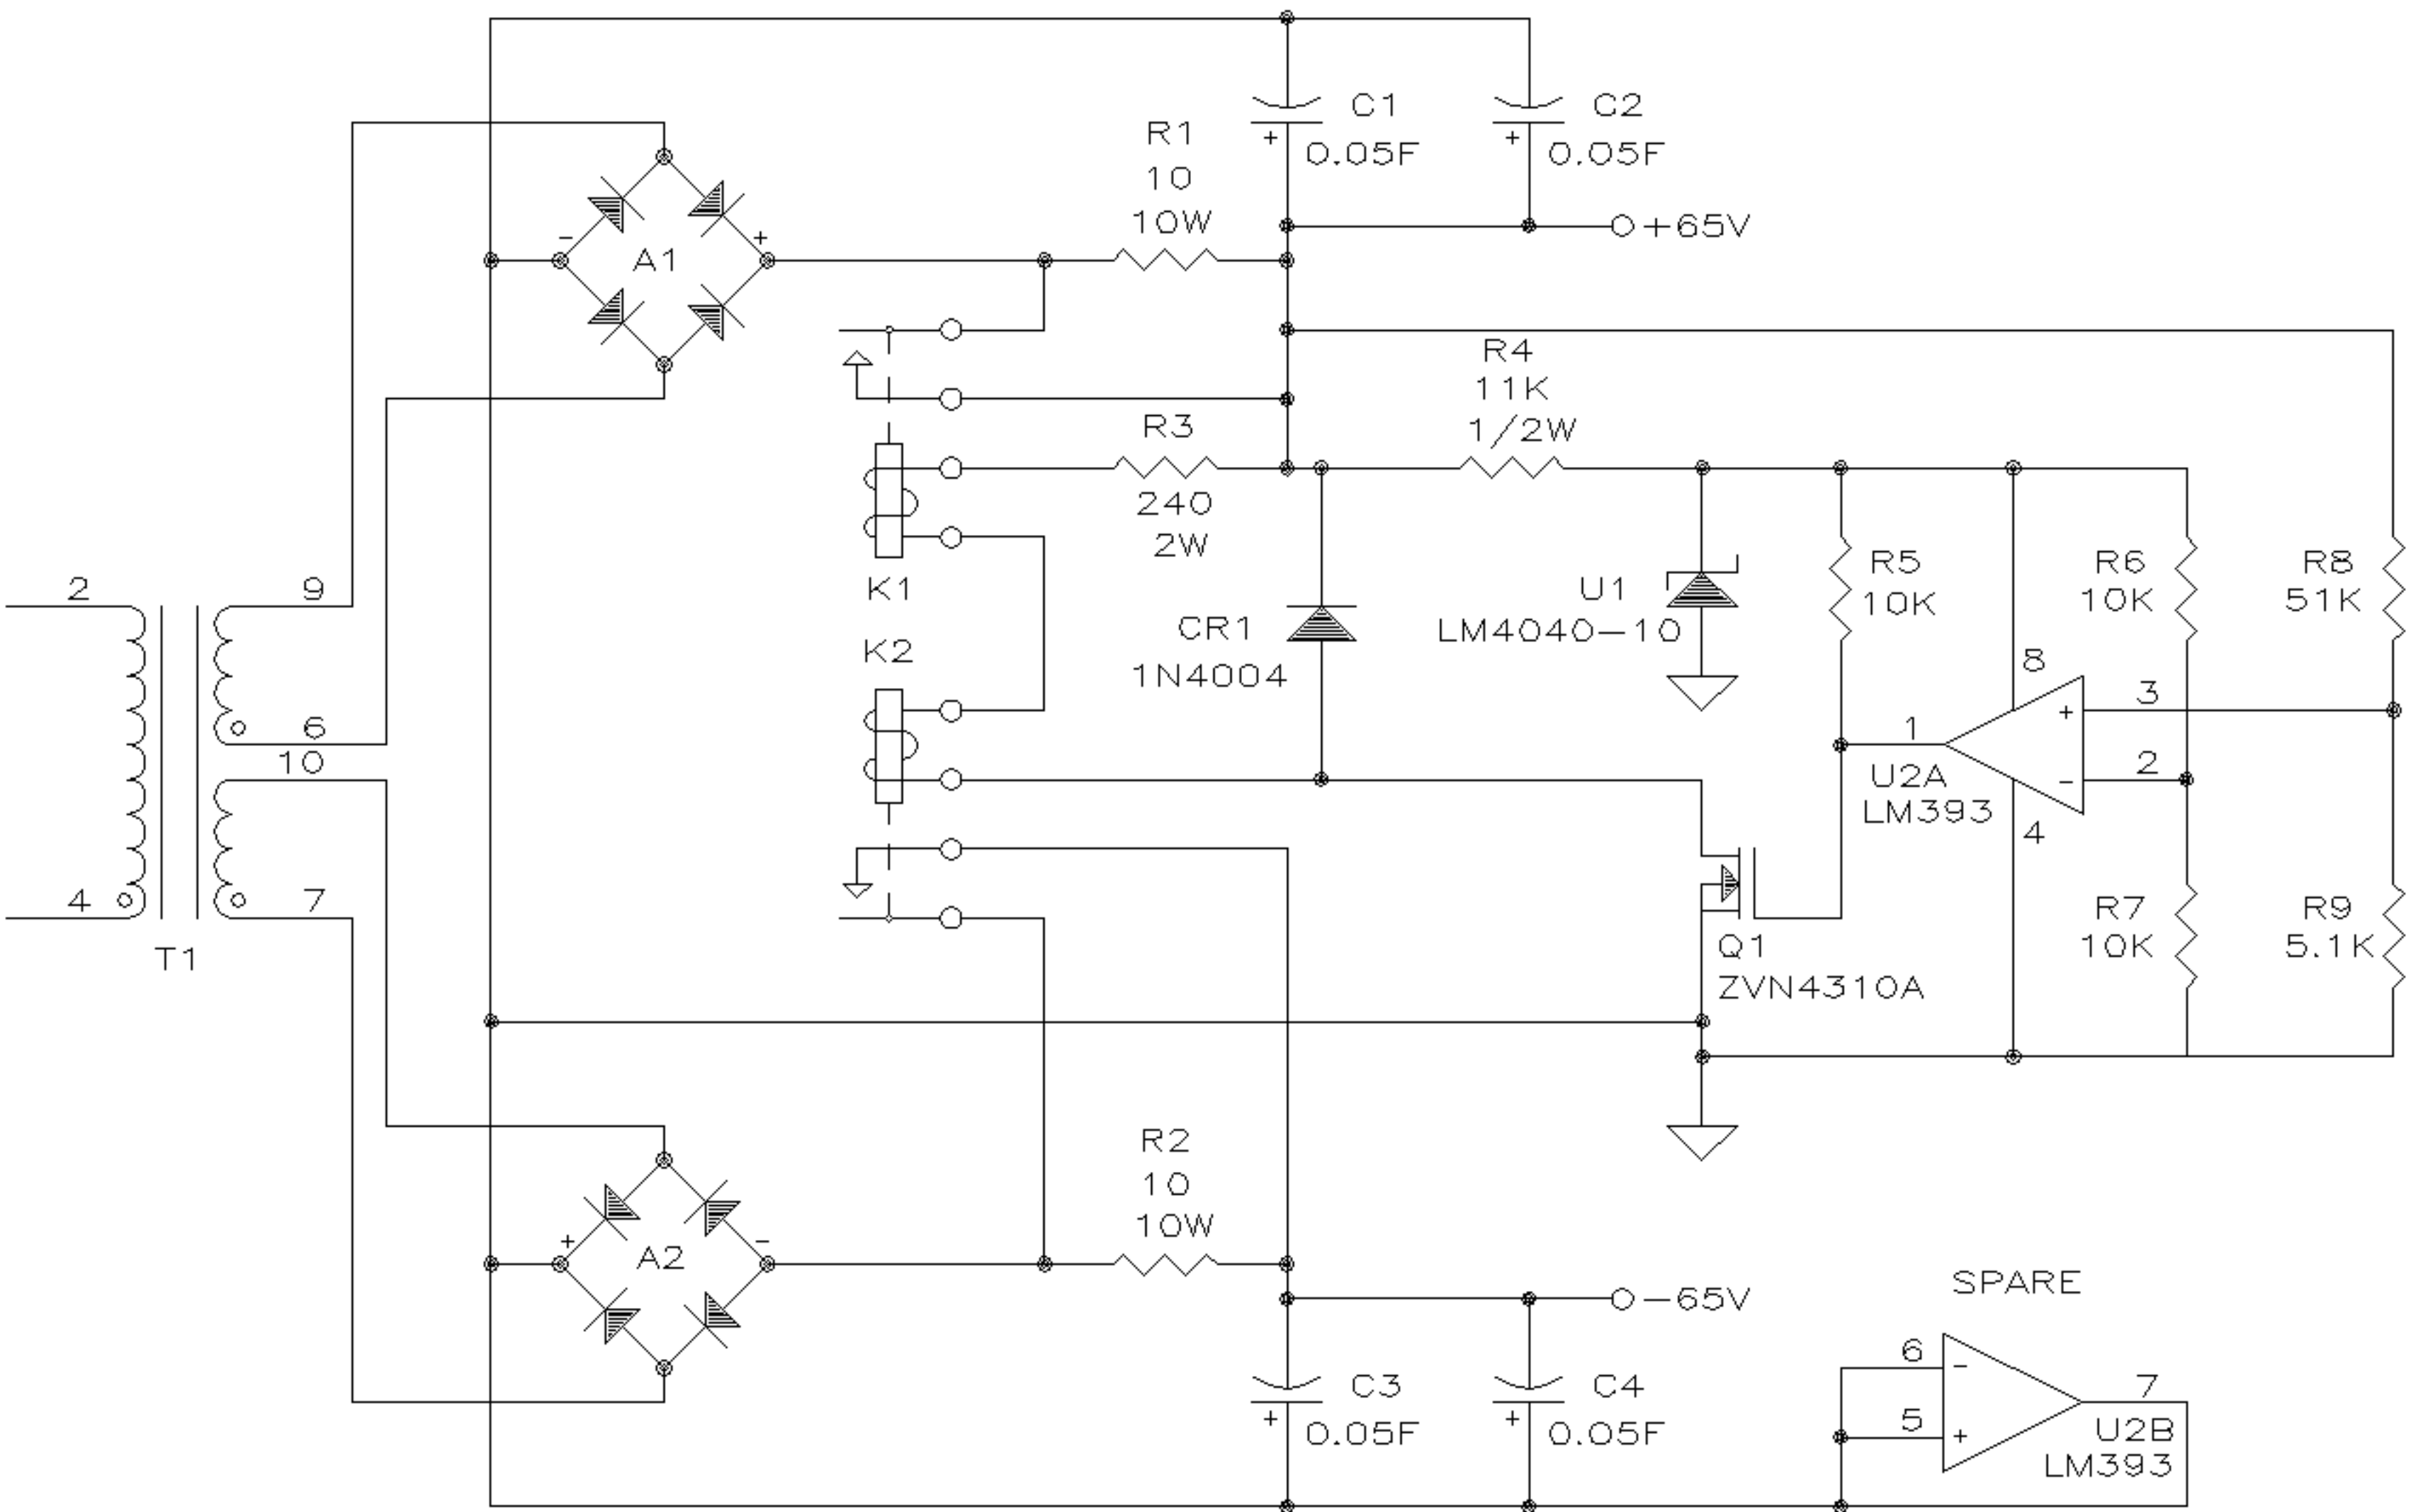 C1
+
0.05F
C2
+
0.05F
R1
10
10W
+65V
-
A1
+
R4
11K
1/2W
R3
240
2W
K1
K2
CR1
1N4004
U1
LM4040-10
R5
10K
R6
10K
R8
51K
2
9
8
3
+
1
2
-
U2A
LM393
4
6
10
4
7
T1
Q1
ZVN4310A
R7
10K
R9
5.1K
R2
10
10W
+
A2
-
-65V
C3
+
0.05F
C4
+
0.05F
SPARE
6
-
5
+
7
U2B
LM393